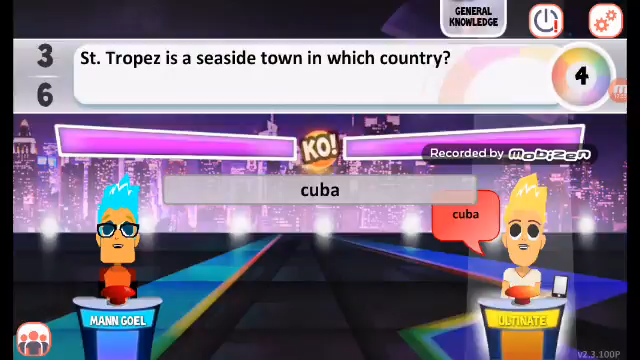 GENERAL
KNOWLEDGE
3
6
St. Tropez is a seaside town in which country?
4
KO!
Recorded by MOBIZEN
cuba
cuba
MANN GOEL
ULTINATE
v2.3.100P